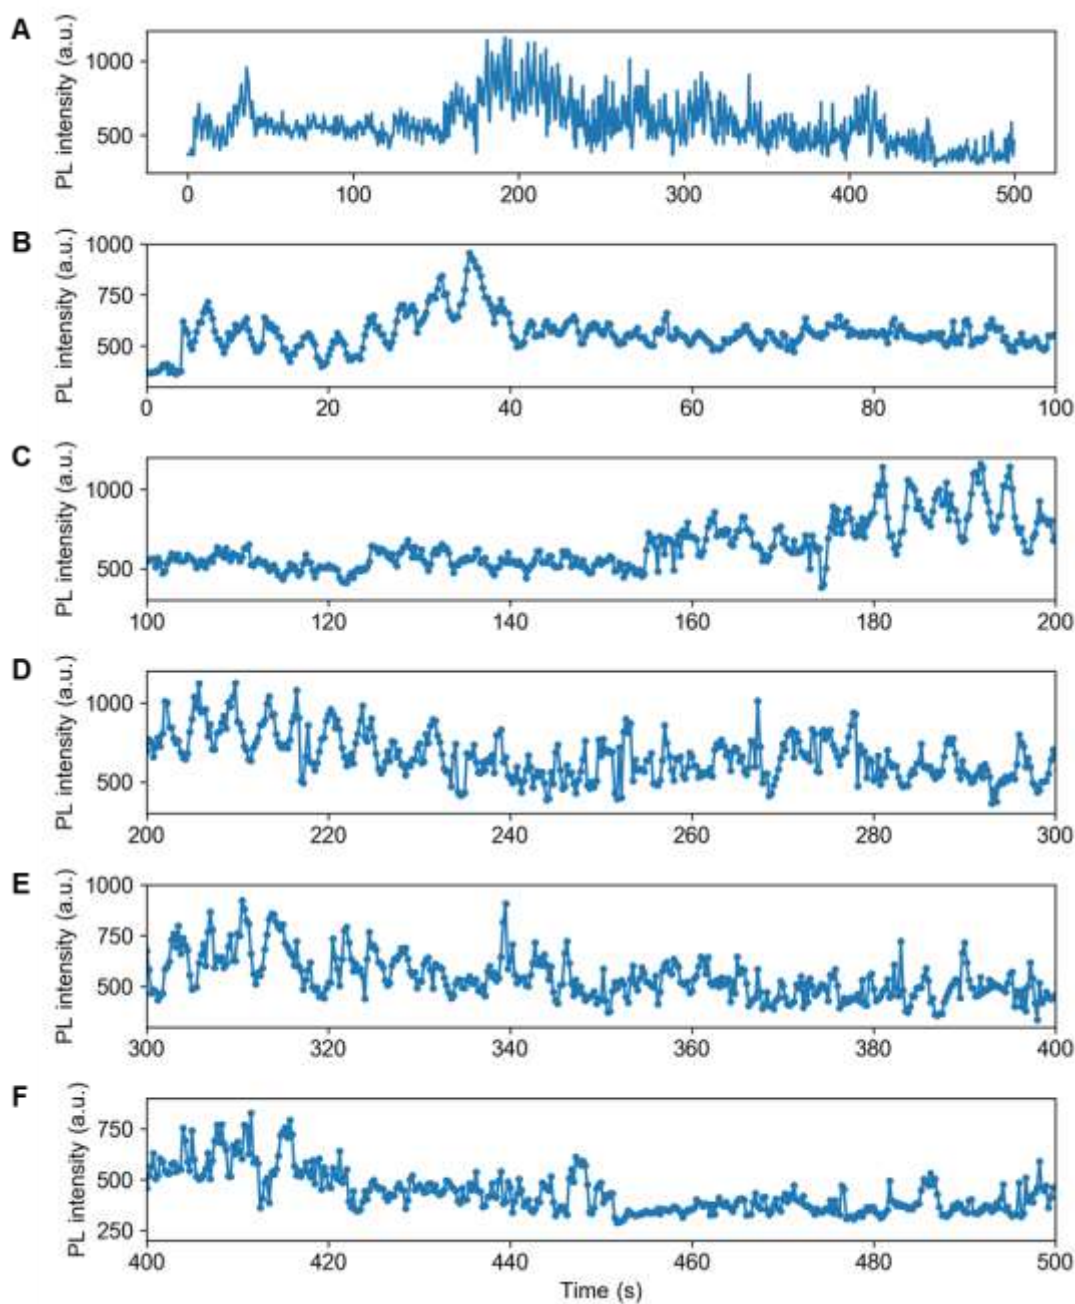 A
PL intensity (a.u.)
1000
500
0 100 200 300 400 500
B
PL intensity (a.u.)
1000
750
500
0 20 40 60 80 100
C
PL intensity (a.u.)
1000
500
100 120 140 160 180 200
D
PL intensity (a.u.)
1000
500
200 220 240 260 280 300
E
PL intensity (a.u.)
1000
750
500
300 320 340 360 380 400
F
PL intensity (a.u.)
750
500
250
400 420 440 460 480 500
Time (s)